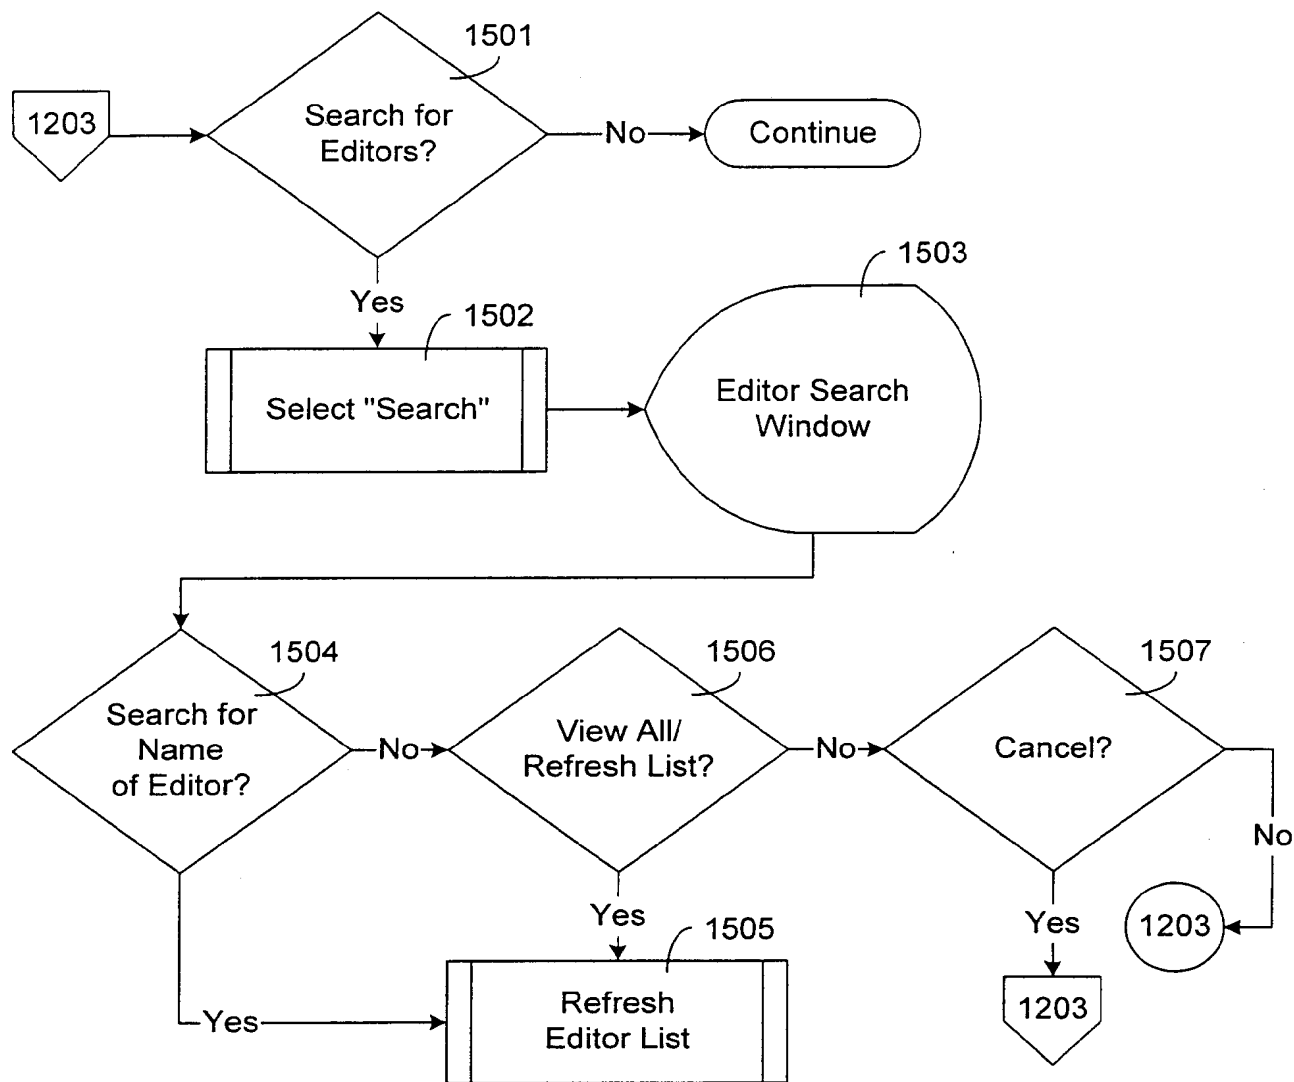 1501
1203
Search for
Editors?
No
Continue
Yes
1502
1503
Select "Search"
Editor Search
Window
1504
1506
1507
Search for
Name
of Editor?
No
View All/
Refresh List?
No
Cancel?
No
Yes
1505
Yes
1203
Yes
Refresh
Editor List
1203